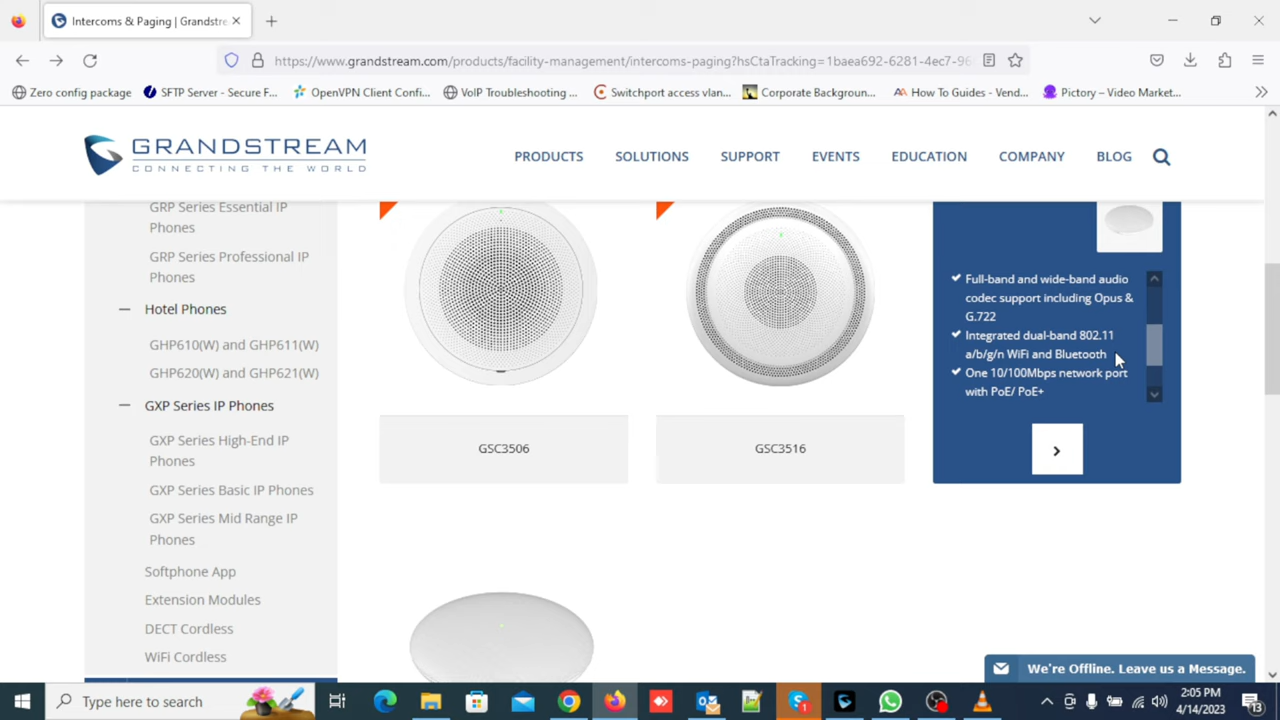 Intercoms & Paging | Grandstre
https://www.grandstream.com/products/facility-management/intercoms-paging?hsCtaTracking=1baea692-6281-4ec7-96
Zero config package
SFTP Server - Secure F...
OpenVPN Client Confi...
VoIP Troubleshooting ...
Switchport access vlan...
Corporate Backgroun...
How To Guides - Vend...
Pictory – Video Market...
GRANDSTREAM
CONNECTING THE WORLD
PRODUCTS
SOLUTIONS
SUPPORT
EVENTS
EDUCATION
COMPANY
BLOG
GRP Series Essential IP
Phones
GRP Series Professional IP
Phones
Hotel Phones
GHP610(W) and GHP611(W)
GHP620(W) and GHP621(W)
GXP Series IP Phones
GXP Series High-End IP
Phones
GXP Series Basic IP Phones
GXP Series Mid Range IP
Phones
Softphone App
Extension Modules
DECT Cordless
WiFi Cordless
GSC3506
GSC3516
Full-band and wide-band audio
codec support including Opus &
G.722
Integrated dual-band 802.11
a/b/g/n WiFi and Bluetooth
One 10/100Mbps network port
with PoE/ PoE+
We're Offline. Leave us a Message.
Type here to search
2:05 PM
4/14/2023
13